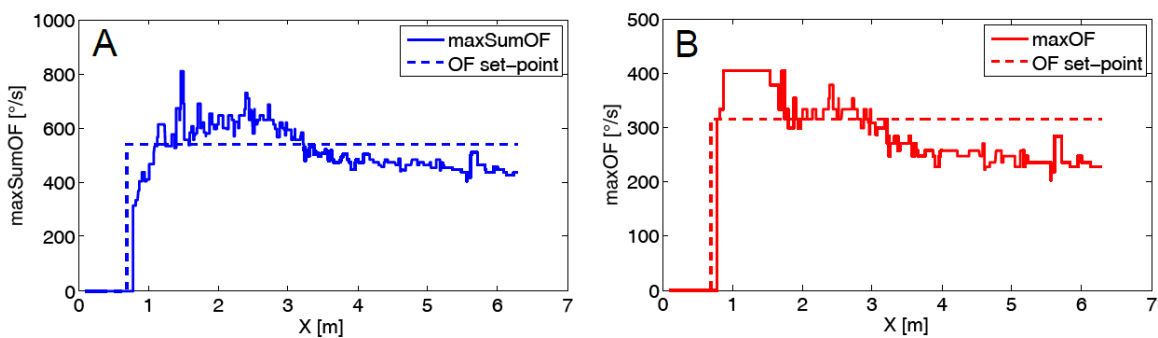 A
maxSumOF
OF set–point
1000
800
600
400
200
0
maxSumOF [°/s]
0 1 2 3 4 5 6 7
X [m]
B
maxOF
OF set–point
500
400
300
200
100
0
maxOF [°/s]
0 1 2 3 4 5 6 7
X [m]